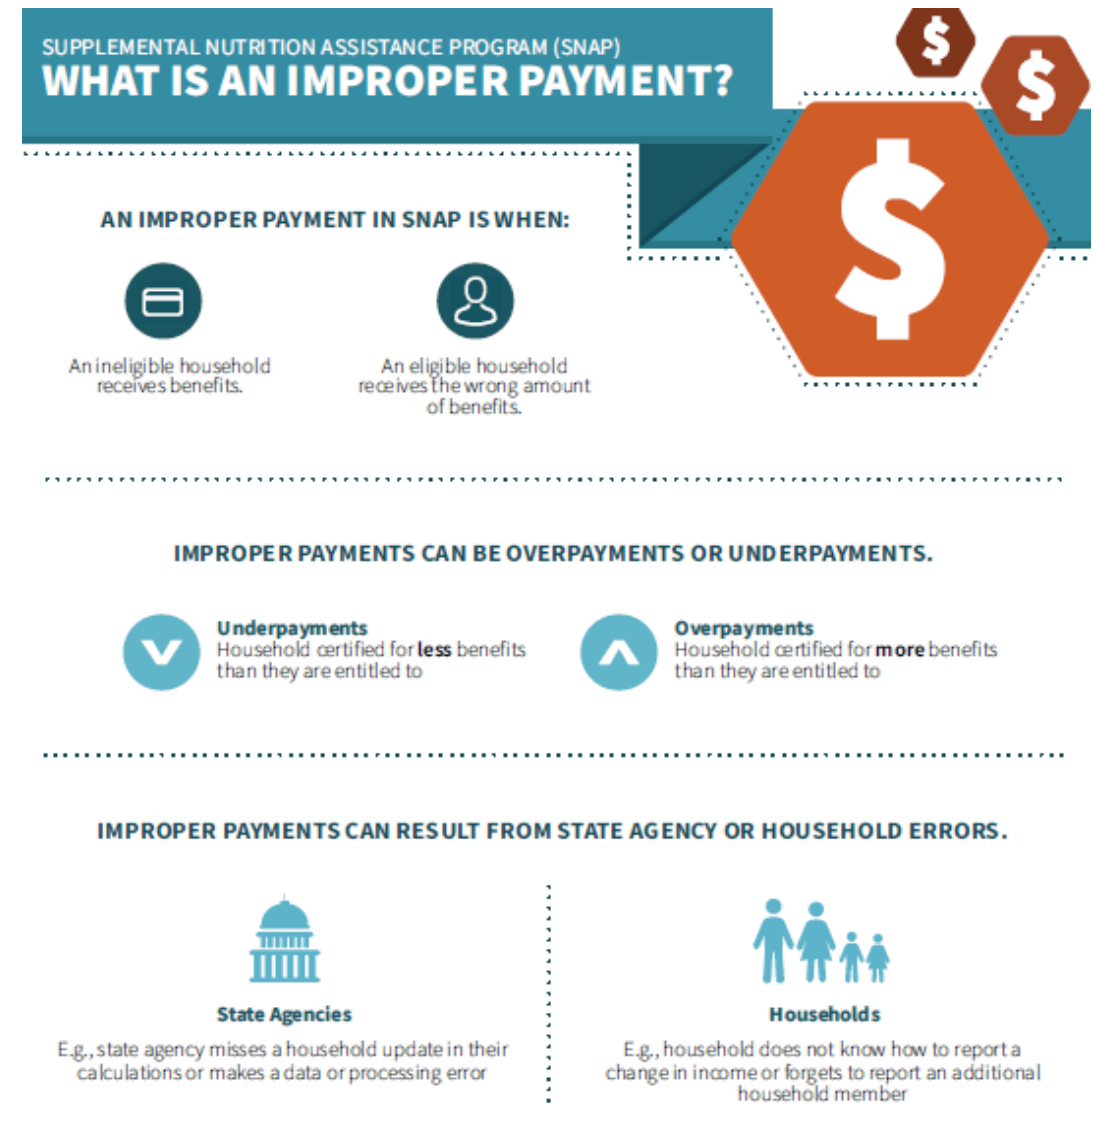 SUPPLEMENTAL NUTRITION ASSISTANCE PROGRAM (SNAP)
WHAT IS AN IMPROPER PAYMENT?
$
$
$
AN IMPROPER PAYMENT IN SNAP IS WHEN:
An ineligible household
receives benefits.
An eligible household
receives the wrong amount
of benefits.
IMPROPER PAYMENTS CAN BE OVERPAYMENTS OR UNDERPAYMENTS.
Underpayments
Household certified for less benefits
than they are entitled to
Overpayments
Household certified for more benefits
than they are entitled to
IMPROPER PAYMENTS CAN RESULT FROM STATE AGENCY OR HOUSEHOLD ERRORS.
State Agencies
E.g., state agency misses a household update in their
calculations or makes a data or processing error
Households
E.g., household does not know how to report a
change in income or forgets to report an additional
household member